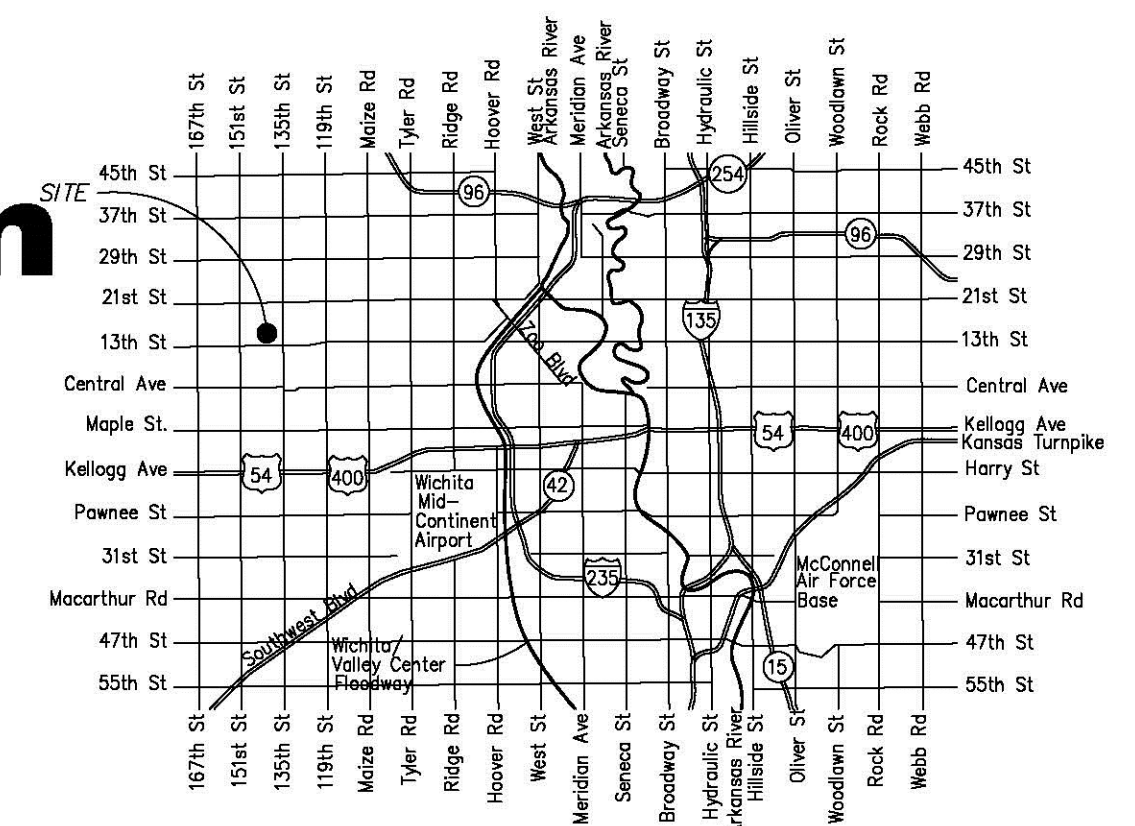 167th St
151st St
135th St
119th St
Maize Rd
Tyler Rd
Ridge Rd
Hoover Rd
West St
Arkansas River
Meridian Ave
Arkansas River
Seneca St
Broadway St
Hydraulic St
Hillside St
Oliver St
Woodlawn St
Rock Rd
Webb Rd
n
SITE
45th St
37th St
29th St
21st St
13th St
Central Ave
Maple St.
Kellogg Ave
Pawnee St
31st St
Macarthur Rd
47th St
55th St
96
254
96
135
Zoo Blvd
54
400
54
400
42
Wichita
Mid-
Continent
Airport
235
McConnell
Air Force
Base
Southwest Blvd
Wichita/
Valley Center
Floodway
15
45th St
37th St
29th St
21st St
13th St
Central Ave
Kellogg Ave
Kansas Turnpike
Harry St
Pawnee St
31st St
Macarthur Rd
47th St
55th St
167th St
151st St
135th St
119th St
Maize Rd
Tyler Rd
Ridge Rd
Hoover Rd
West St
Meridian Ave
Seneca St
Broadway St
Hydraulic St
rkansas River
Hillside St
Oliver St
Woodlawn St
Rock Rd
Webb Rd